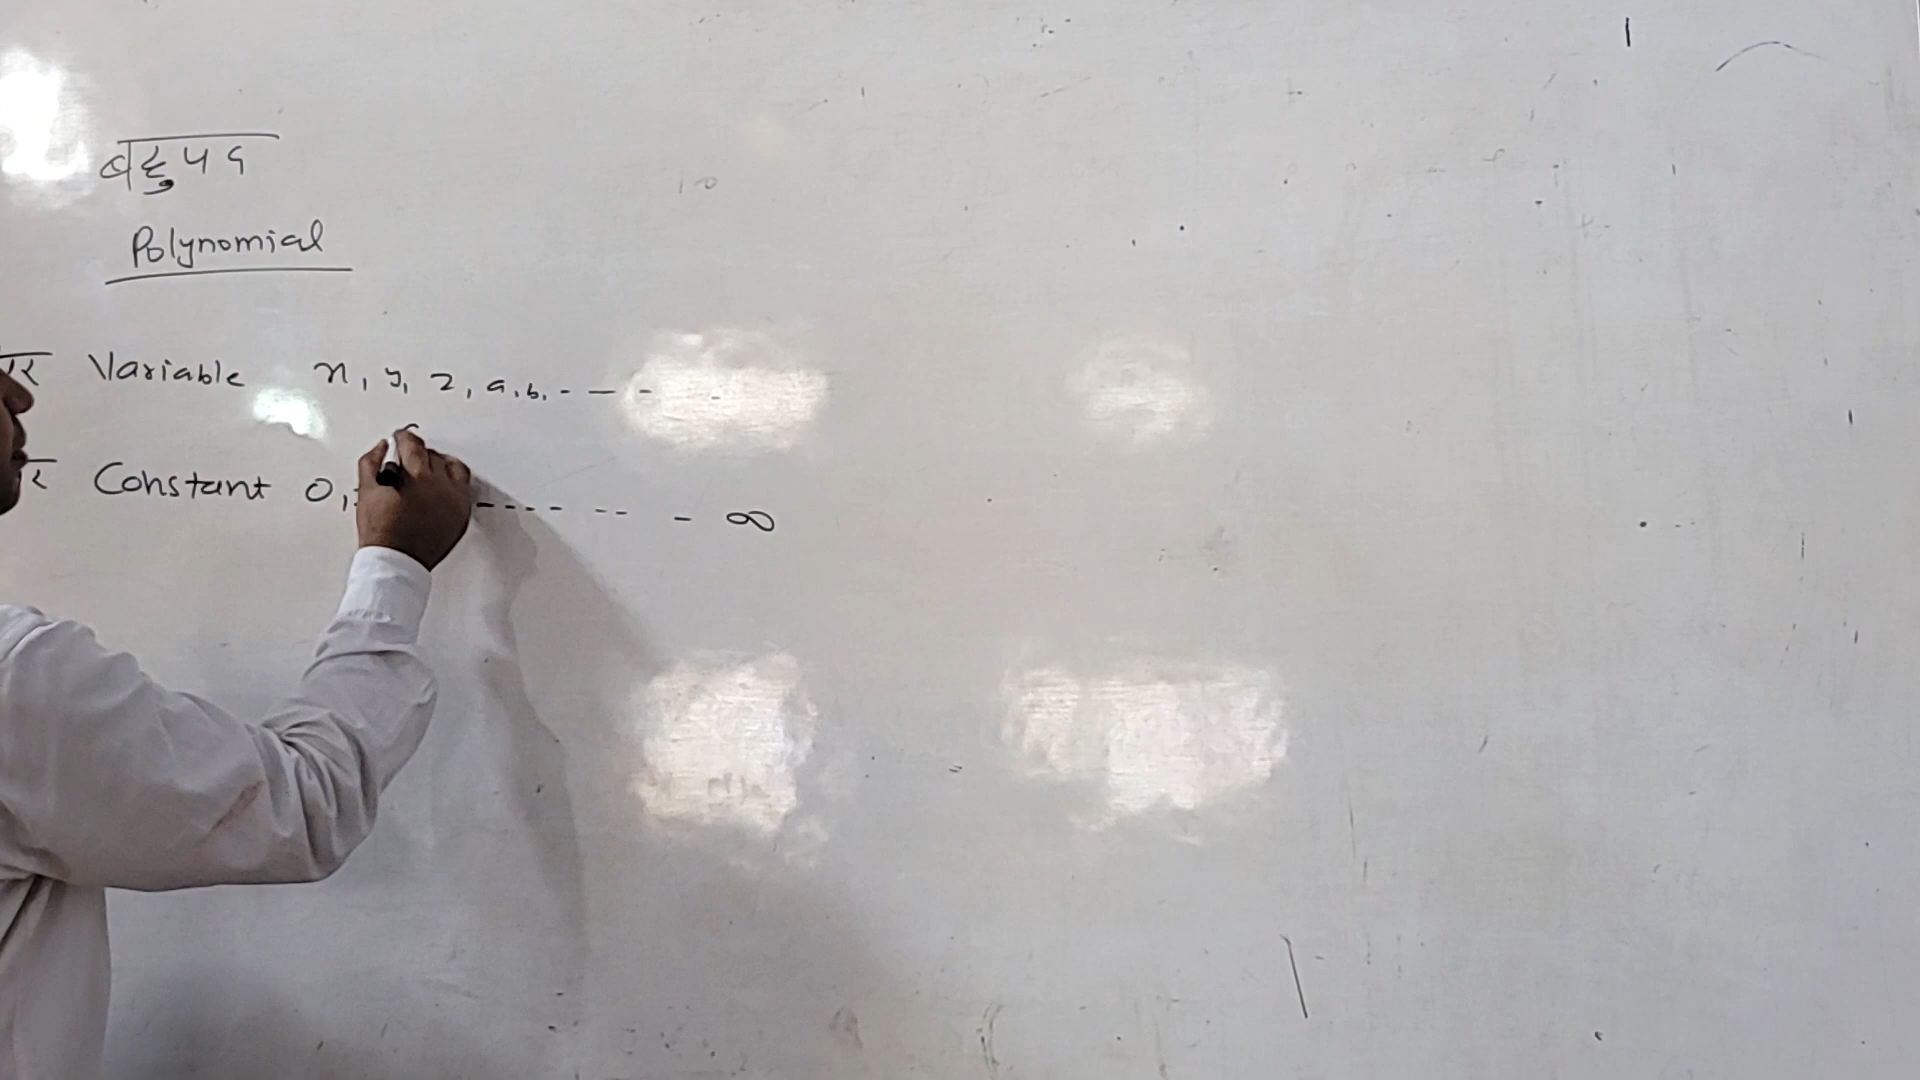 बहुपद
Polynomial
Variable x, y, z, a, b, - — -
Constant 0, ------- -- - ∞